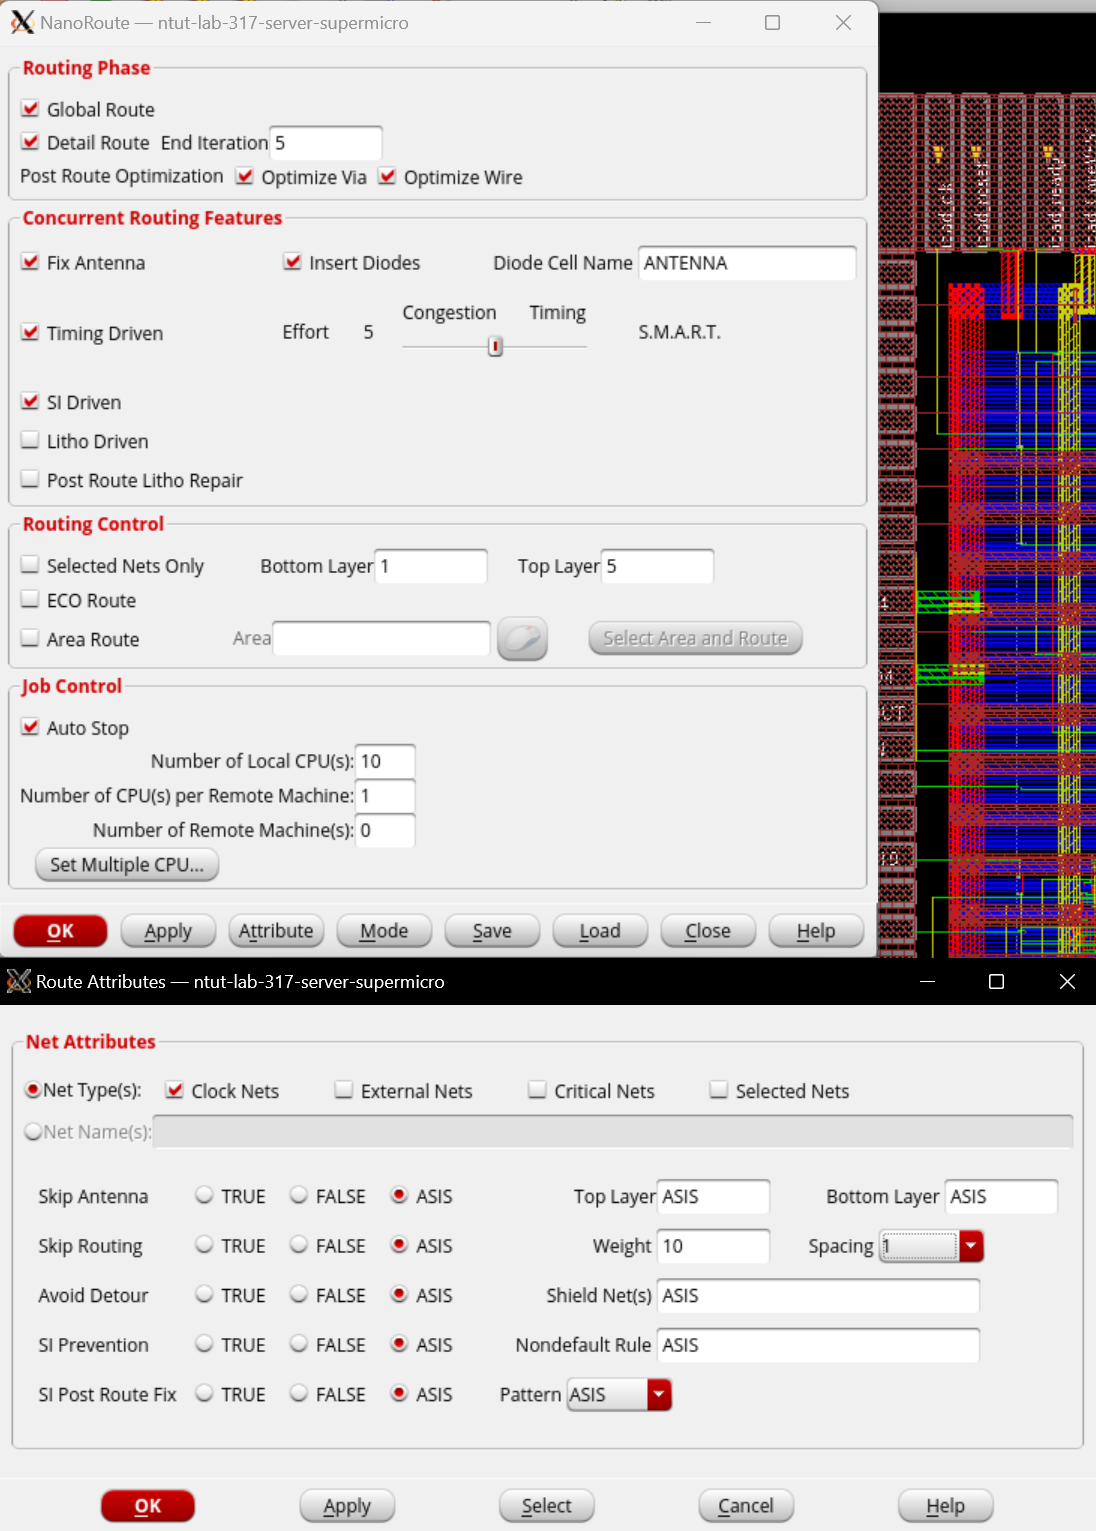 NanoRoute — ntut-lab-317-server-supermicro
Routing Phase
Global Route
Detail Route End Iteration 5
Post Route Optimization Optimize Via Optimize Wire
Concurrent Routing Features
Fix Antenna Insert Diodes Diode Cell Name ANTENNA
Congestion Timing
Timing Driven Effort 5 S.M.A.R.T.
SI Driven
Litho Driven
Post Route Litho Repair
Routing Control
Selected Nets Only Bottom Layer 1 Top Layer 5
ECO Route
Area Route Area Select Area and Route
Job Control
Auto Stop
Number of Local CPU(s): 10
Number of CPU(s) per Remote Machine: 1
Number of Remote Machine(s): 0
Set Multiple CPU...
OK Apply Attribute Mode Save Load Close Help
Route Attributes — ntut-lab-317-server-supermicro
Net Attributes
Net Type(s): Clock Nets External Nets Critical Nets Selected Nets
Net Name(s):
Skip Antenna TRUE FALSE ASIS Top Layer ASIS Bottom Layer ASIS
Skip Routing TRUE FALSE ASIS Weight 10 Spacing 1
Avoid Detour TRUE FALSE ASIS Shield Net(s) ASIS
SI Prevention TRUE FALSE ASIS Nondefault Rule ASIS
SI Post Route Fix TRUE FALSE ASIS Pattern ASIS
OK Apply Select Cancel Help